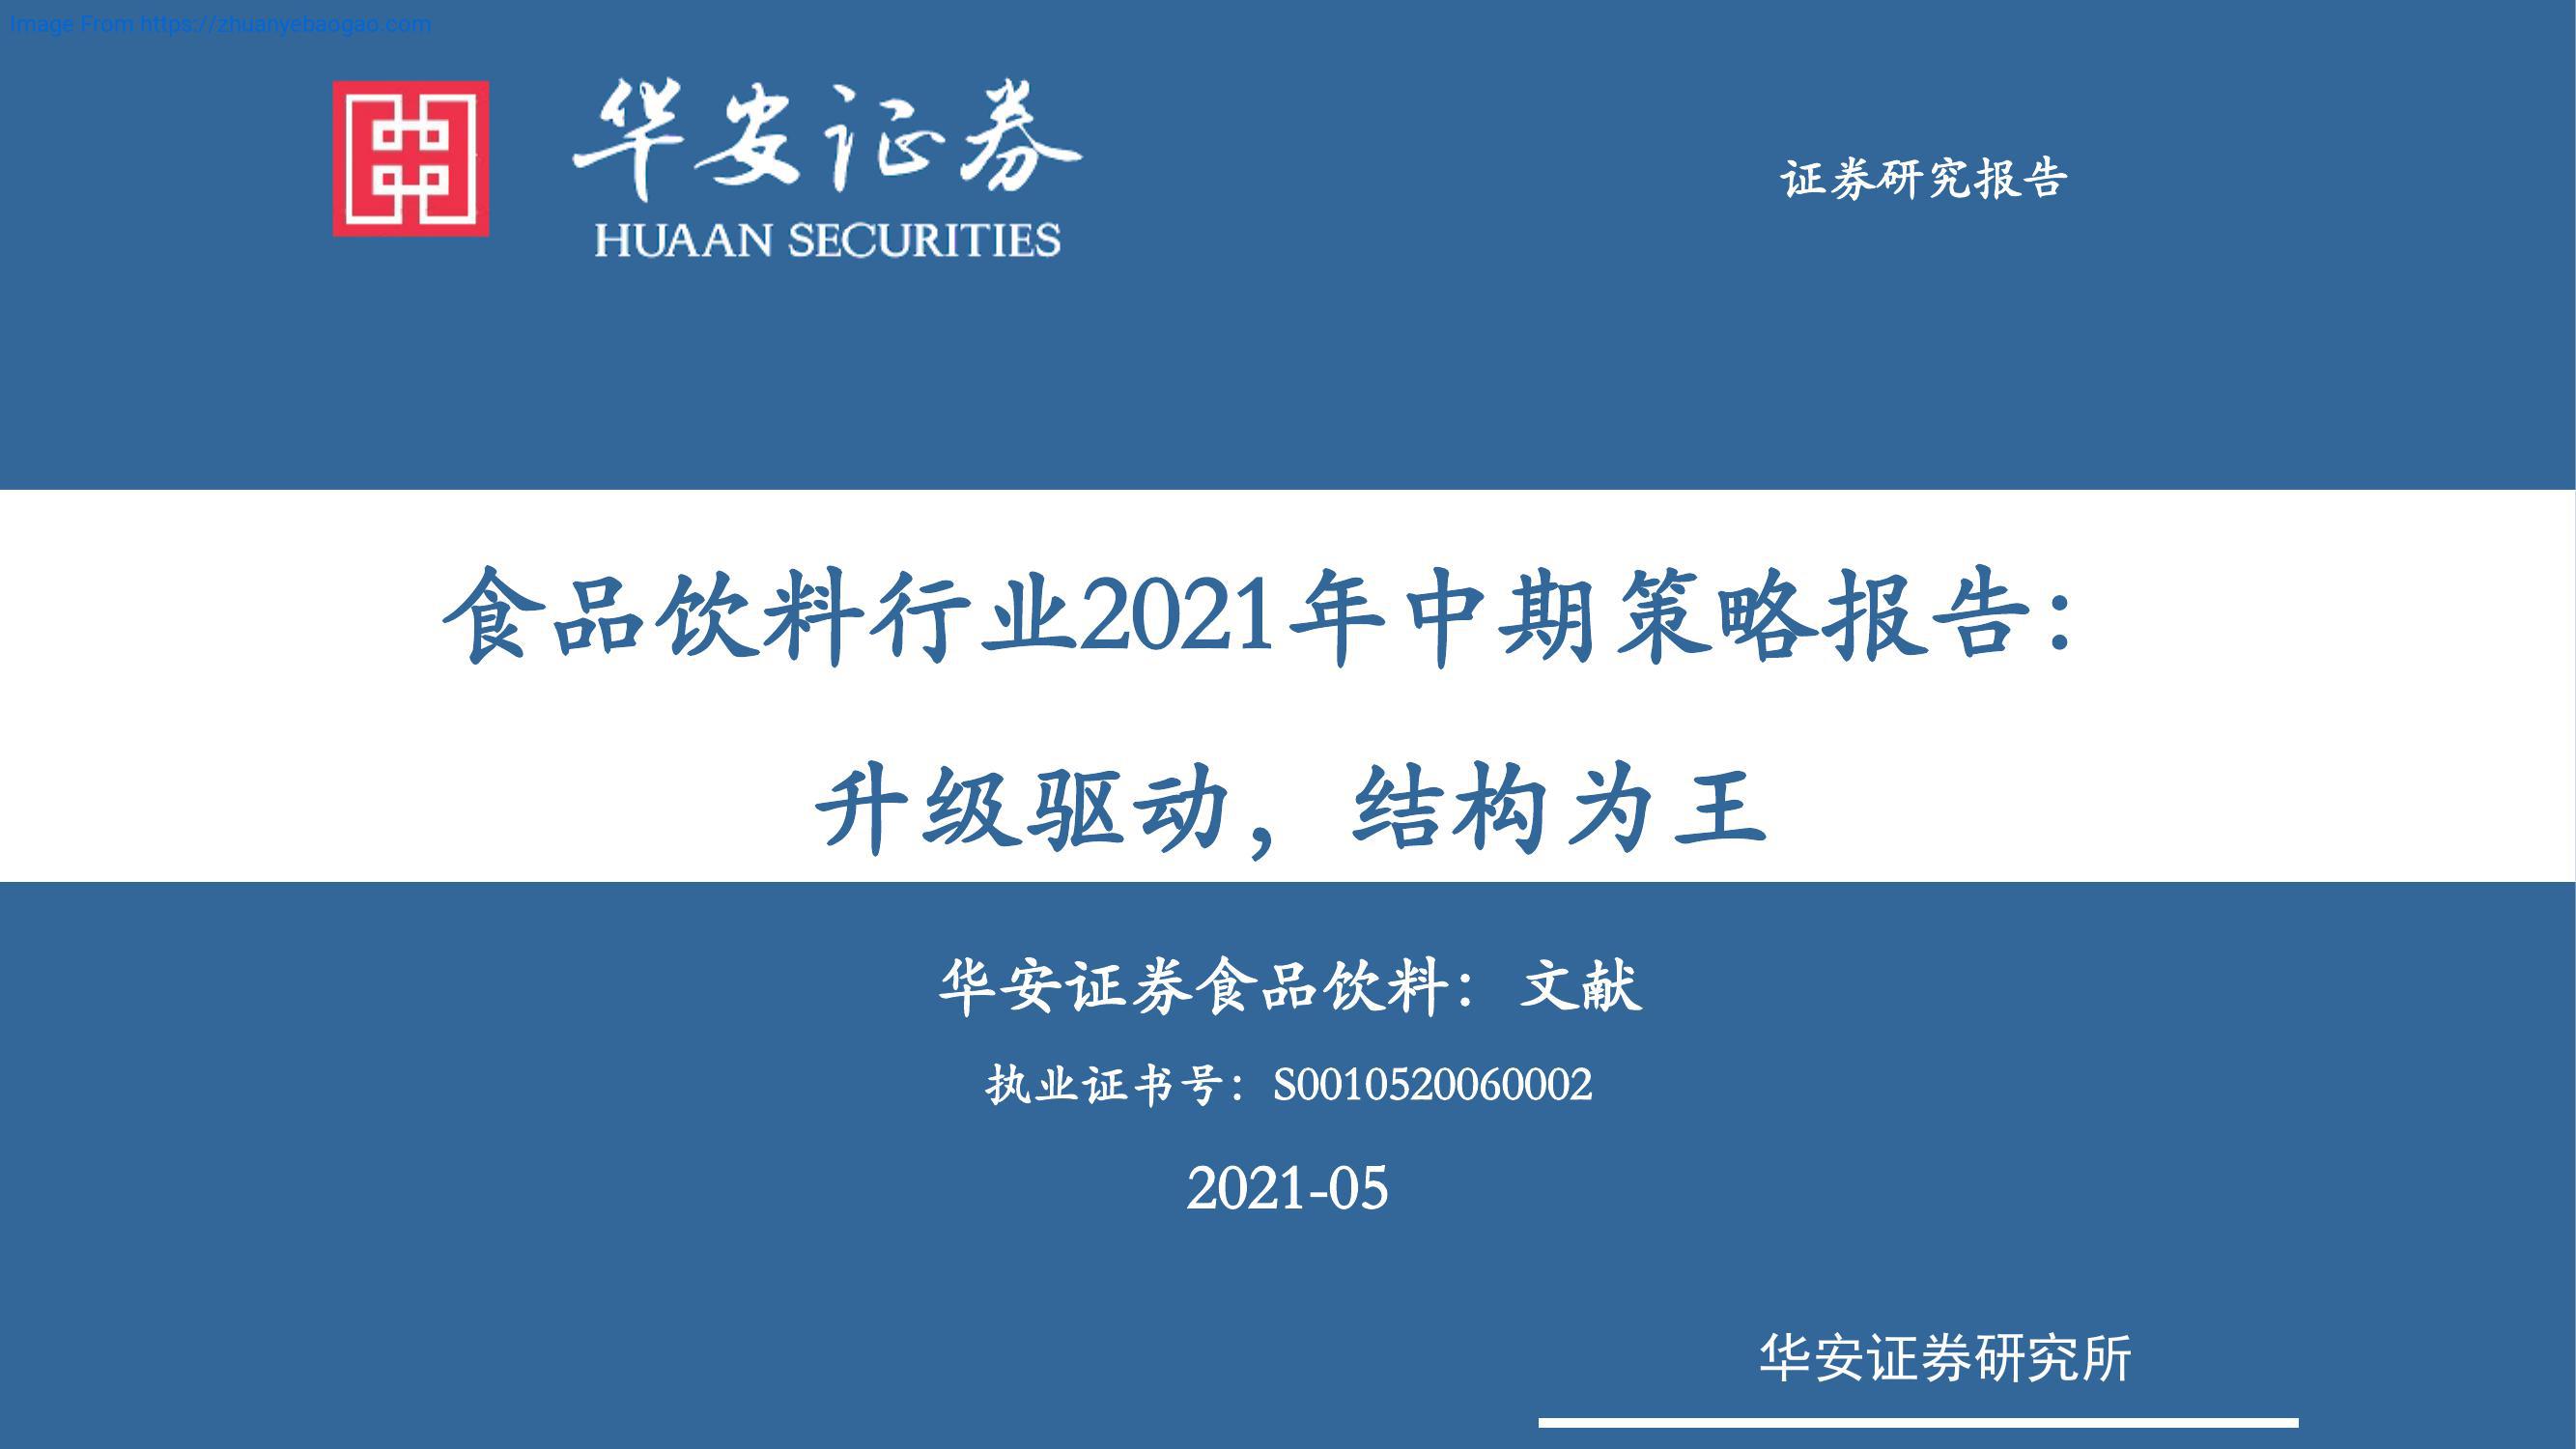 Image From https://zhuanyebaogao.com
华安证券
HUAAN SECURITIES
证券研究报告
食品饮料行业2021年中期策略报告：
升级驱动，结构为王
华安证券食品饮料：文献
执业证书号：S0010520060002
2021-05
华安证券研究所